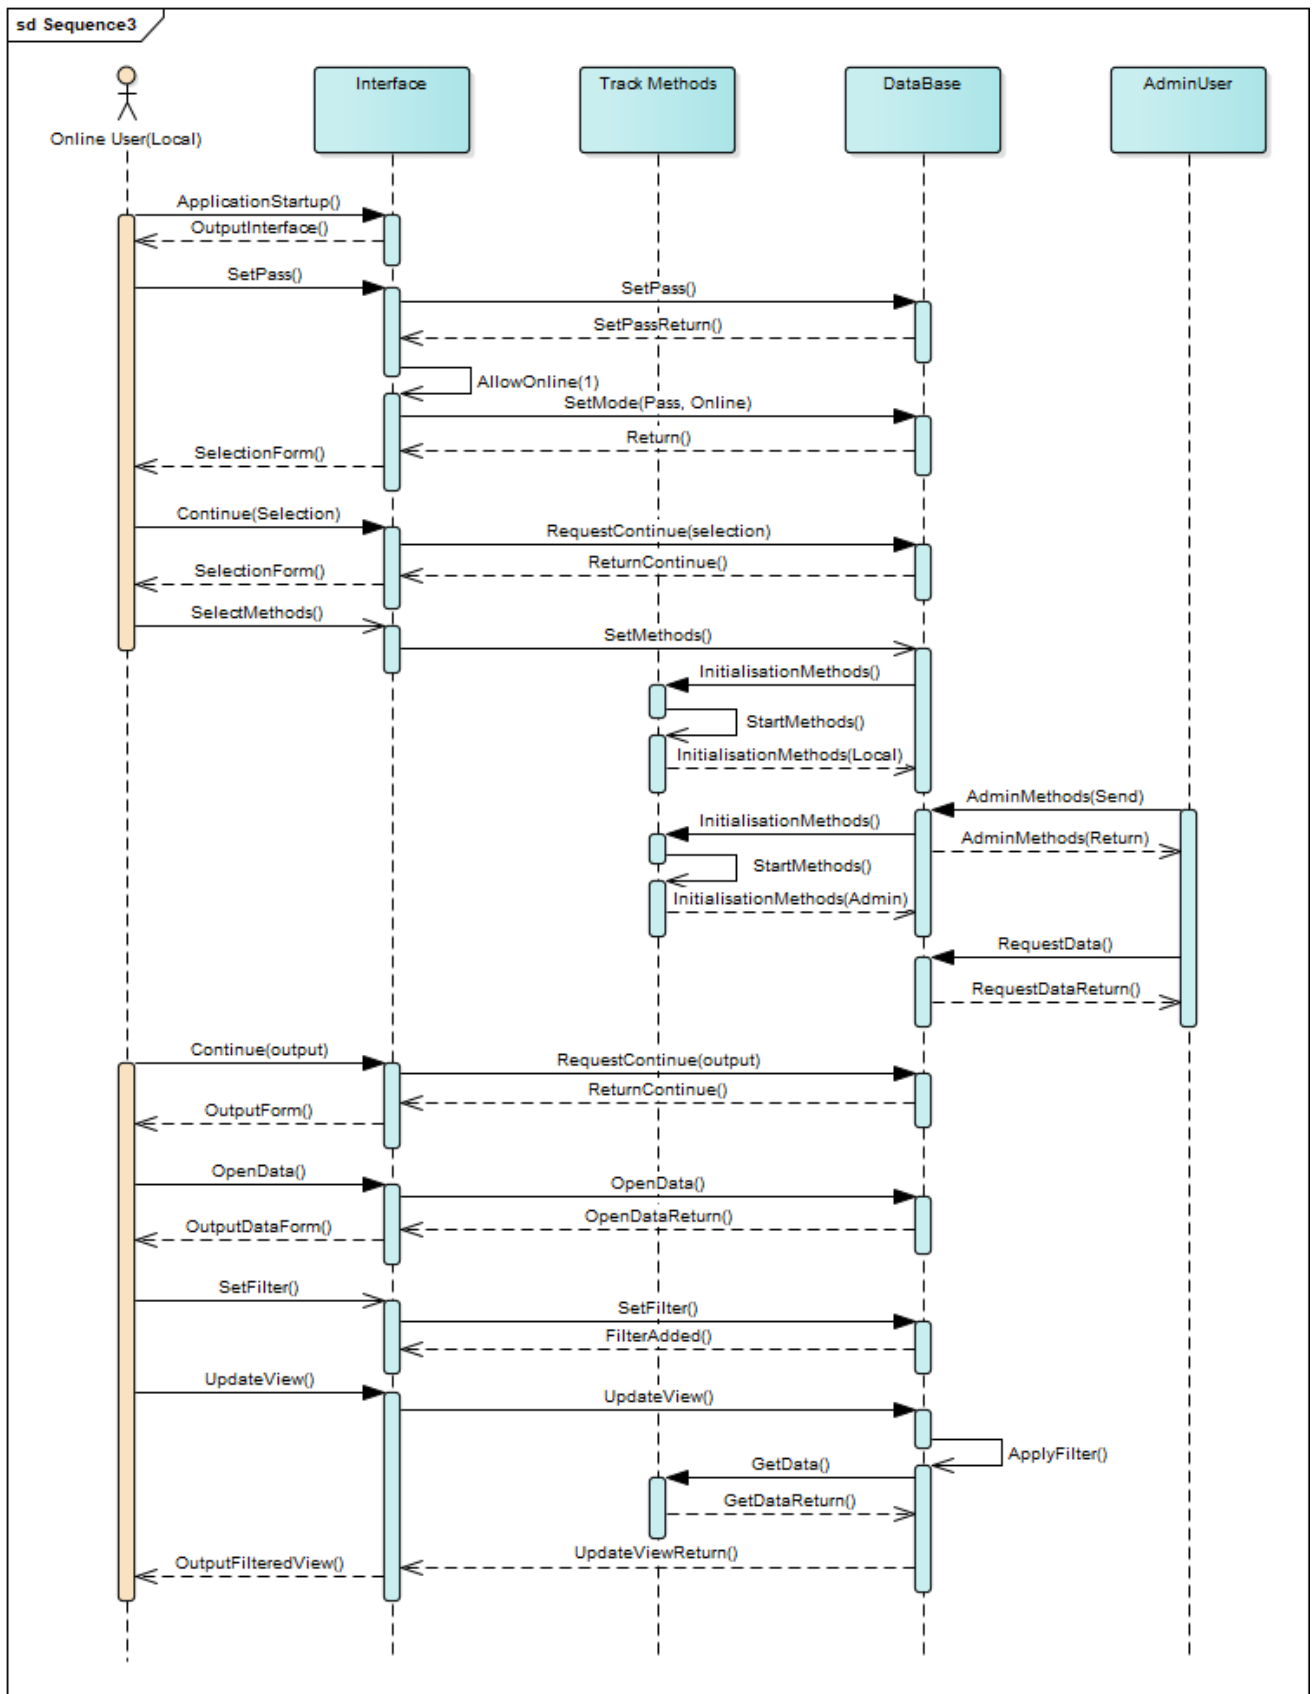 sd Sequence3
Online User(Local)
Interface
Track Methods
DataBase
AdminUser
ApplicationStartup()
OutputInterface()
SetPass()
SetPass()
SetPassReturn()
AllowOnline(1)
SetMode(Pass, Online)
Return()
SelectionForm()
Continue(Selection)
RequestContinue(selection)
ReturnContinue()
SelectionForm()
SelectMethods()
SetMethods()
InitialisationMethods()
StartMethods()
InitialisationMethods(Local)
AdminMethods(Send)
InitialisationMethods()
AdminMethods(Return)
StartMethods()
InitialisationMethods(Admin)
RequestData()
RequestDataReturn()
Continue(output)
RequestContinue(output)
ReturnContinue()
OutputForm()
OpenData()
OpenData()
OpenDataReturn()
OutputDataForm()
SetFilter()
SetFilter()
FilterAdded()
UpdateView()
UpdateView()
ApplyFilter()
GetData()
GetDataReturn()
UpdateViewReturn()
OutputFilteredView()